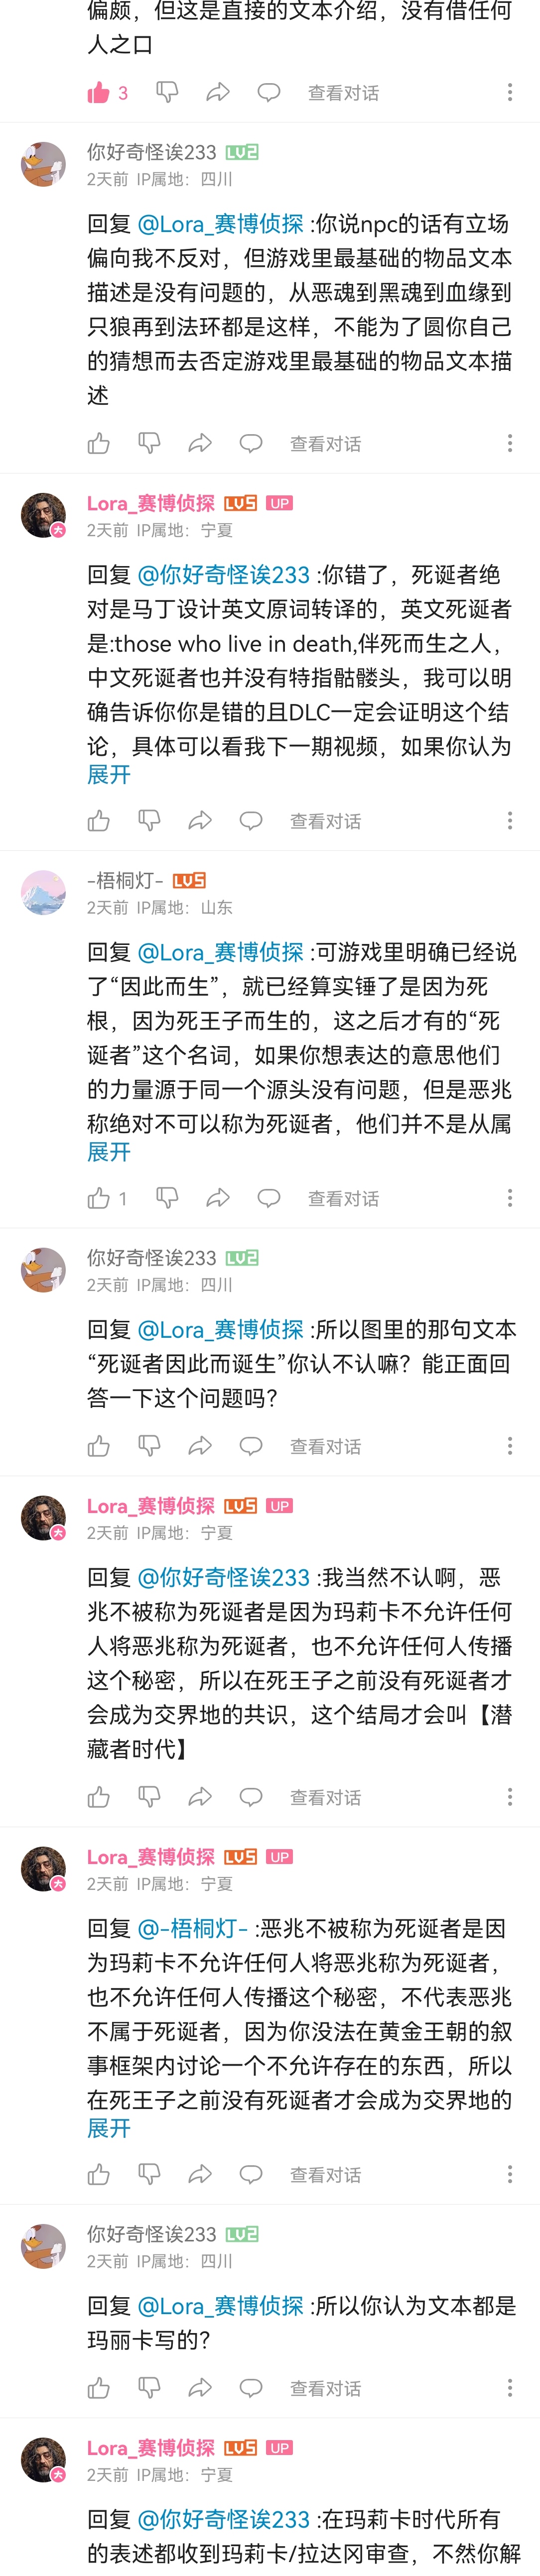 偏颇，但这是直接的文本介绍，没有借任何
人之口
3 查看对话
你好奇怪诶233 LV2
2天前 IP属地：四川
回复 @Lora_赛博侦探 :你说npc的话有立场
偏向我不反对，但游戏里最基础的物品文本
描述是没有问题的，从恶魂到黑魂到血缘到
只狼再到法环都是这样，不能为了圆你自己
的猜想而去否定游戏里最基础的物品文本描
述
查看对话
Lora_赛博侦探 LV5 UP
2天前 IP属地：宁夏
回复 @你好奇怪诶233 :你错了，死诞者绝
对是马丁设计英文原词转译的，英文死诞者
是:those who live in death,伴死而生之人，
中文死诞者也并没有特指骷髅头，我可以明
确告诉你你是错的且DLC一定会证明这个结
论，具体可以看我下一期视频，如果你认为
展开
查看对话
-梧桐灯- LV5
2天前 IP属地：山东
回复 @Lora_赛博侦探 :可游戏里明确已经说
了“因此而生”，就已经算实锤了是因为死
根，因为死王子而生的，这之后才有的“死
诞者”这个名词，如果你想表达的意思他们
的力量源于同一个源头没有问题，但是恶兆
称绝对不可以称为死诞者，他们并不是从属
展开
1 查看对话
你好奇怪诶233 LV2
2天前 IP属地：四川
回复 @Lora_赛博侦探 :所以图里的那句文本
“死诞者因此而诞生”你认不认嘛？能正面回
答一下这个问题吗？
查看对话
Lora_赛博侦探 LV5 UP
2天前 IP属地：宁夏
回复 @你好奇怪诶233 :我当然不认啊，恶
兆不被称为死诞者是因为玛莉卡不允许任何
人将恶兆称为死诞者，也不允许任何人传播
这个秘密，所以在死王子之前没有死诞者才
会成为交界地的共识，这个结局才会叫【潜
藏者时代】
查看对话
Lora_赛博侦探 LV5 UP
2天前 IP属地：宁夏
回复 @-梧桐灯- :恶兆不被称为死诞者是因
为玛莉卡不允许任何人将恶兆称为死诞者，
也不允许任何人传播这个秘密，不代表恶兆
不属于死诞者，因为你没法在黄金王朝的叙
事框架内讨论一个不允许存在的东西，所以
在死王子之前没有死诞者才会成为交界地的
展开
查看对话
你好奇怪诶233 LV2
2天前 IP属地：四川
回复 @Lora_赛博侦探 :所以你认为文本都是
玛丽卡写的？
查看对话
Lora_赛博侦探 LV5 UP
2天前 IP属地：宁夏
回复 @你好奇怪诶233 :在玛莉卡时代所有
的表述都收到玛莉卡/拉达冈审查，不然你解